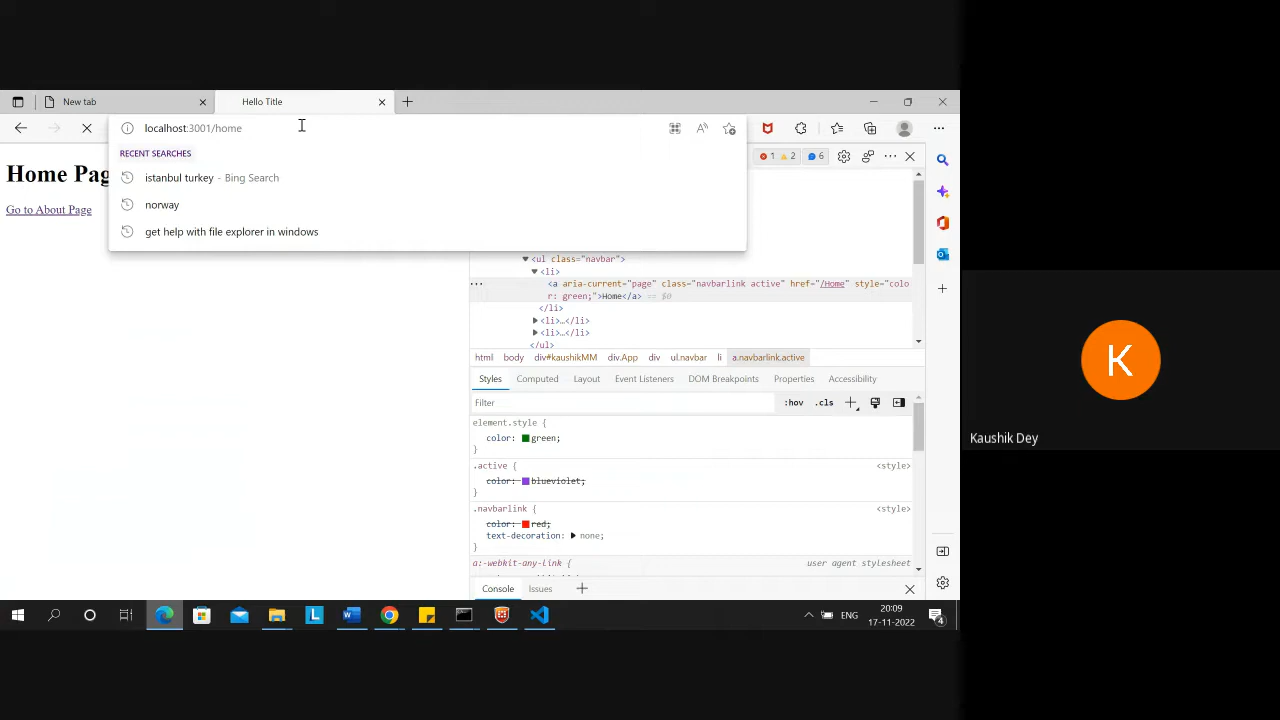 New tab
Hello Title
localhost:3001/home
RECENT SEARCHES
istanbul turkey - Bing Search
norway
get help with file explorer in windows
Home Pag
Go to About Page
1 2 6
<ul class="navbar">
<li>
<a aria-current="page" class="navbarlink active" href="/Home" style="colo
r: green;">Home</a> == $0
</li>
<li>…</li>
<li>…</li>
</ul>
html body div#kaushikMM div.App div ul.navbar li a.navbarlink.active
Styles Computed Layout Event Listeners DOM Breakpoints Properties Accessibility
Filter :hov .cls
element.style {
color: green;
}
.active { <style>
color: blueviolet;
}
.navbarlink { <style>
color: red;
text-decoration: none;
}
a:-webkit-any-link { user agent stylesheet
Console Issues
ENG
20:09
17-11-2022
4
K
Kaushik Dey